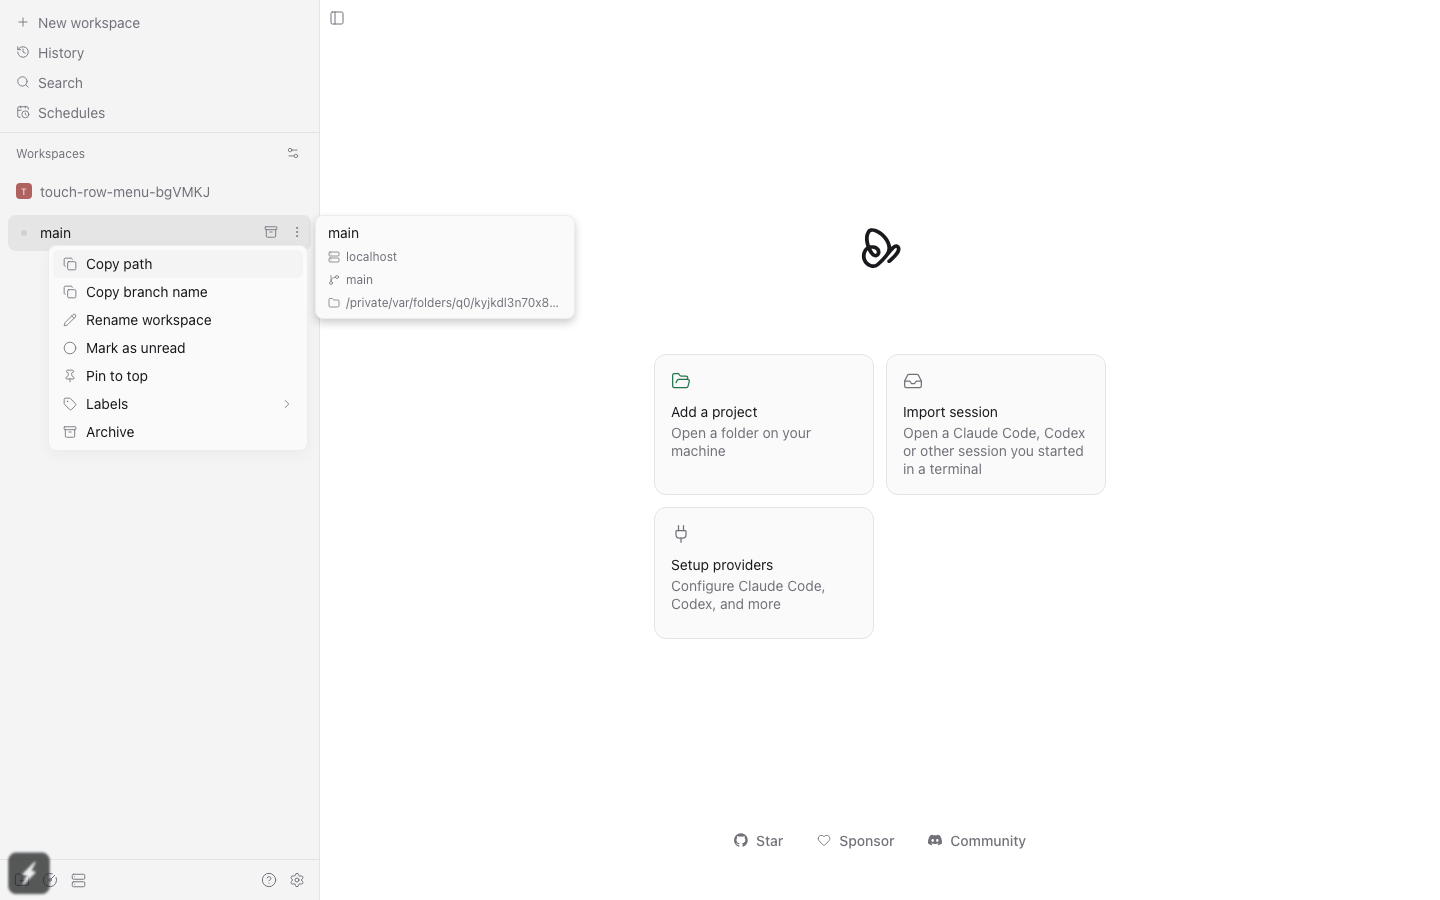 New workspace
History
Search
Schedules
Workspaces
T touch-row-menu-bgVMKJ
main
Copy path
Copy branch name
Rename workspace
Mark as unread
Pin to top
Labels
Archive
main
localhost
main
/private/var/folders/q0/kyjkdl3n70x8...
Add a project
Open a folder on your
machine
Import session
Open a Claude Code, Codex
or other session you started
in a terminal
Setup providers
Configure Claude Code,
Codex, and more
Star
Sponsor
Community